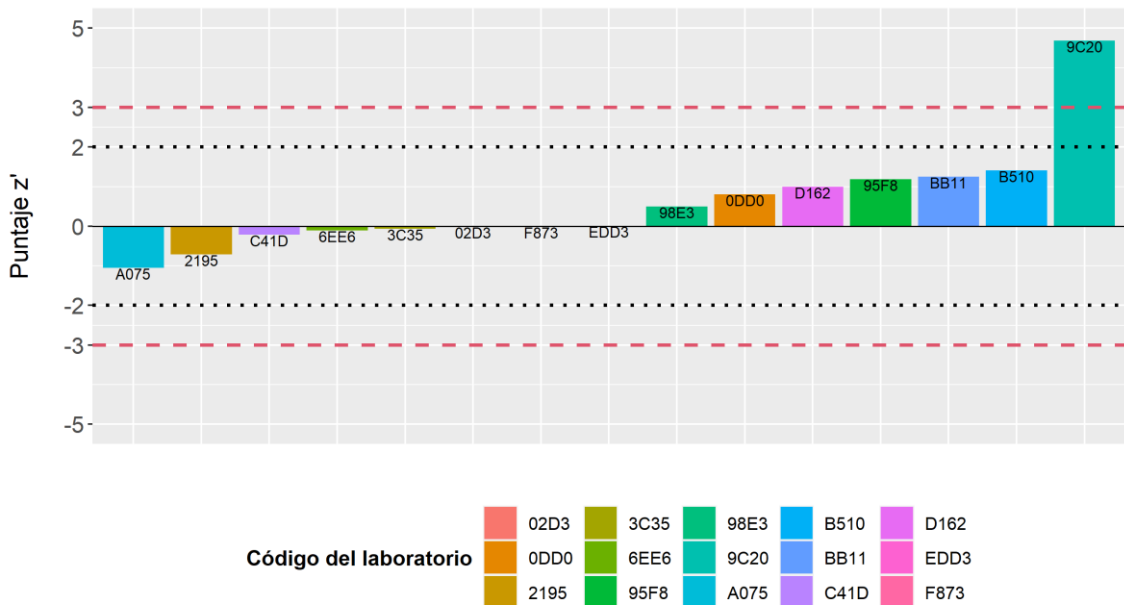 5
9C20
3
2
B510
BB11
95F8
D162
0DD0
98E3
0
02D3 F873 EDD3
3C35
6EE6
C41D
2195
A075
-2
-3
-5
Puntaje z'
Código del laboratorio
02D3 3C35 98E3 B510 D162
0DD0 6EE6 9C20 BB11 EDD3
2195 95F8 A075 C41D F873